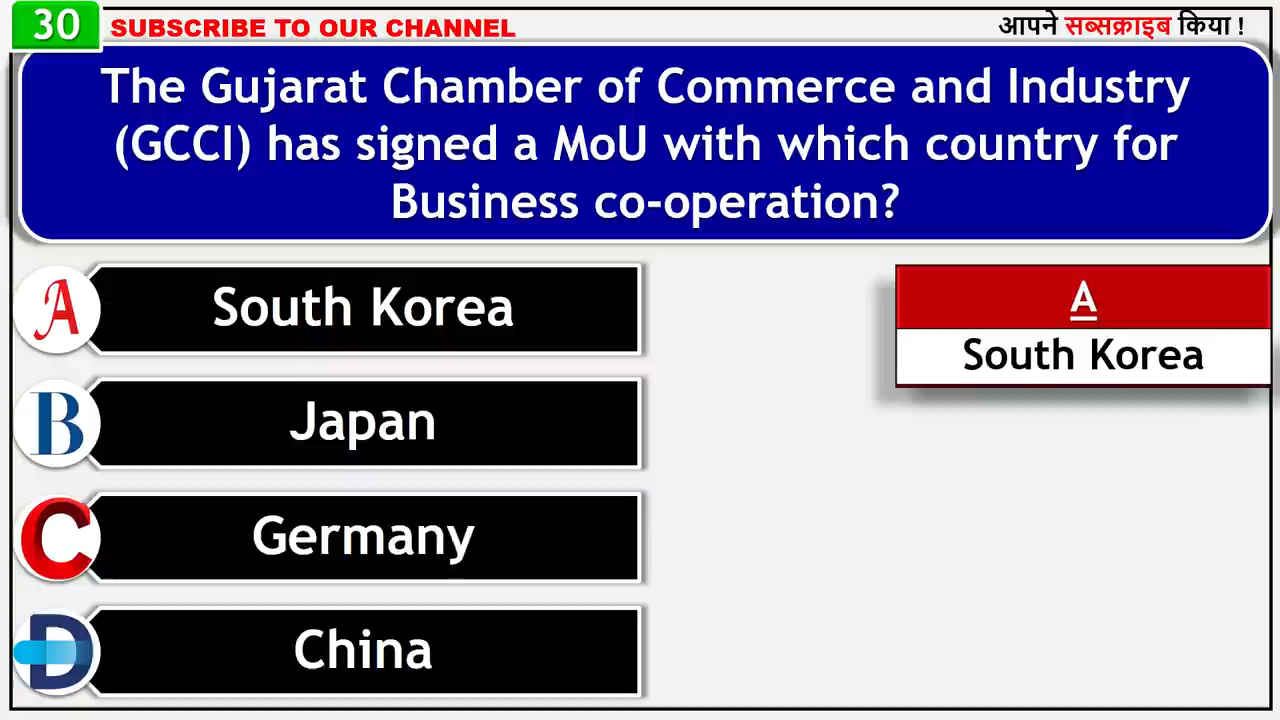 30
SUBSCRIBE TO OUR CHANNEL
आपने सब्सक्राइब किया !
The Gujarat Chamber of Commerce and Industry
(GCCI) has signed a MoU with which country for
Business co-operation?
A
South Korea
B
Japan
C
Germany
D
China
A
South Korea